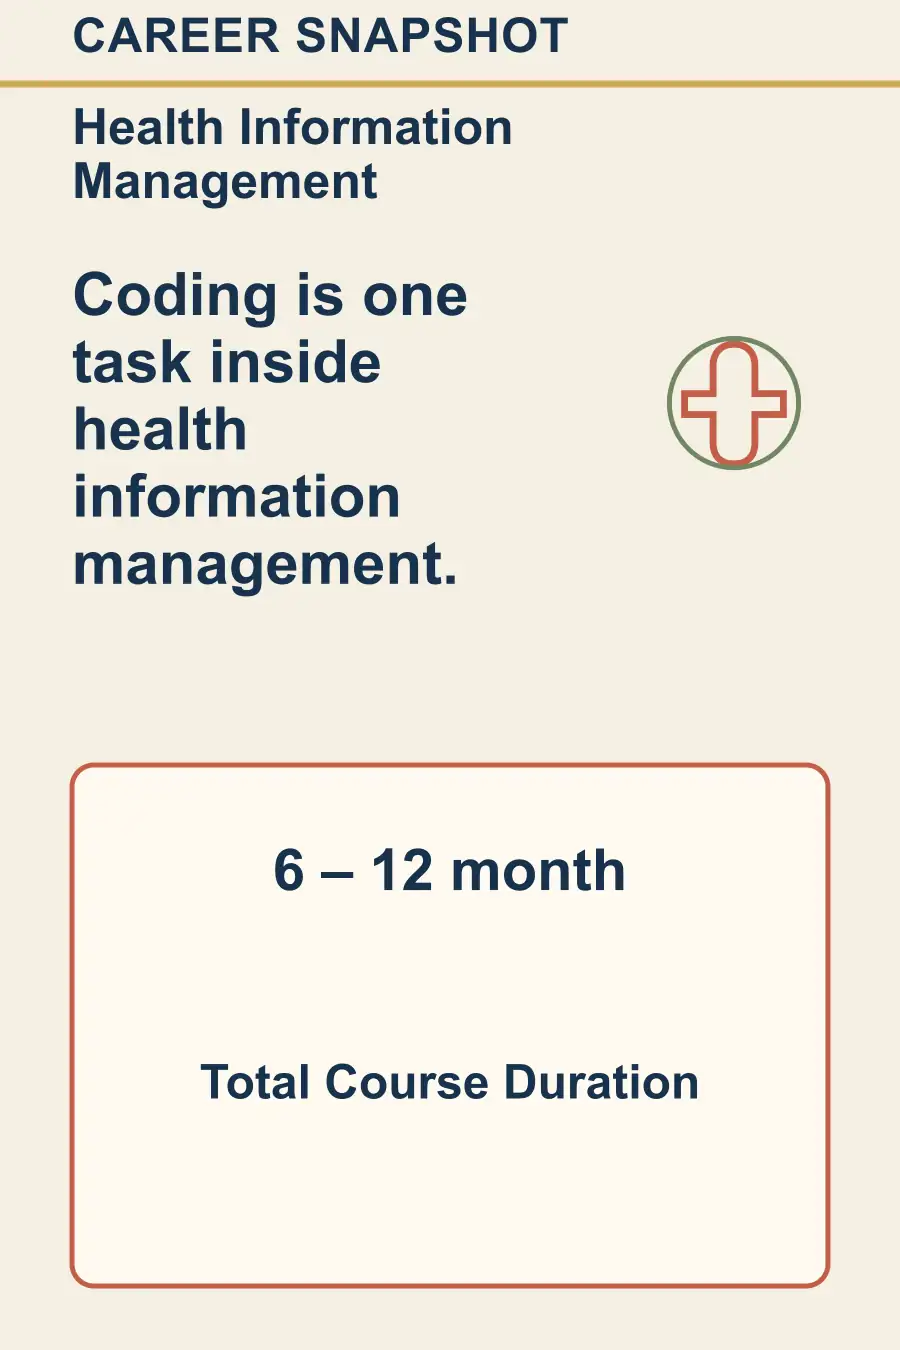 CAREER SNAPSHOT
Health Information
Management
Coding is one
task inside
health
information
management.
6 – 12 month
Total Course Duration